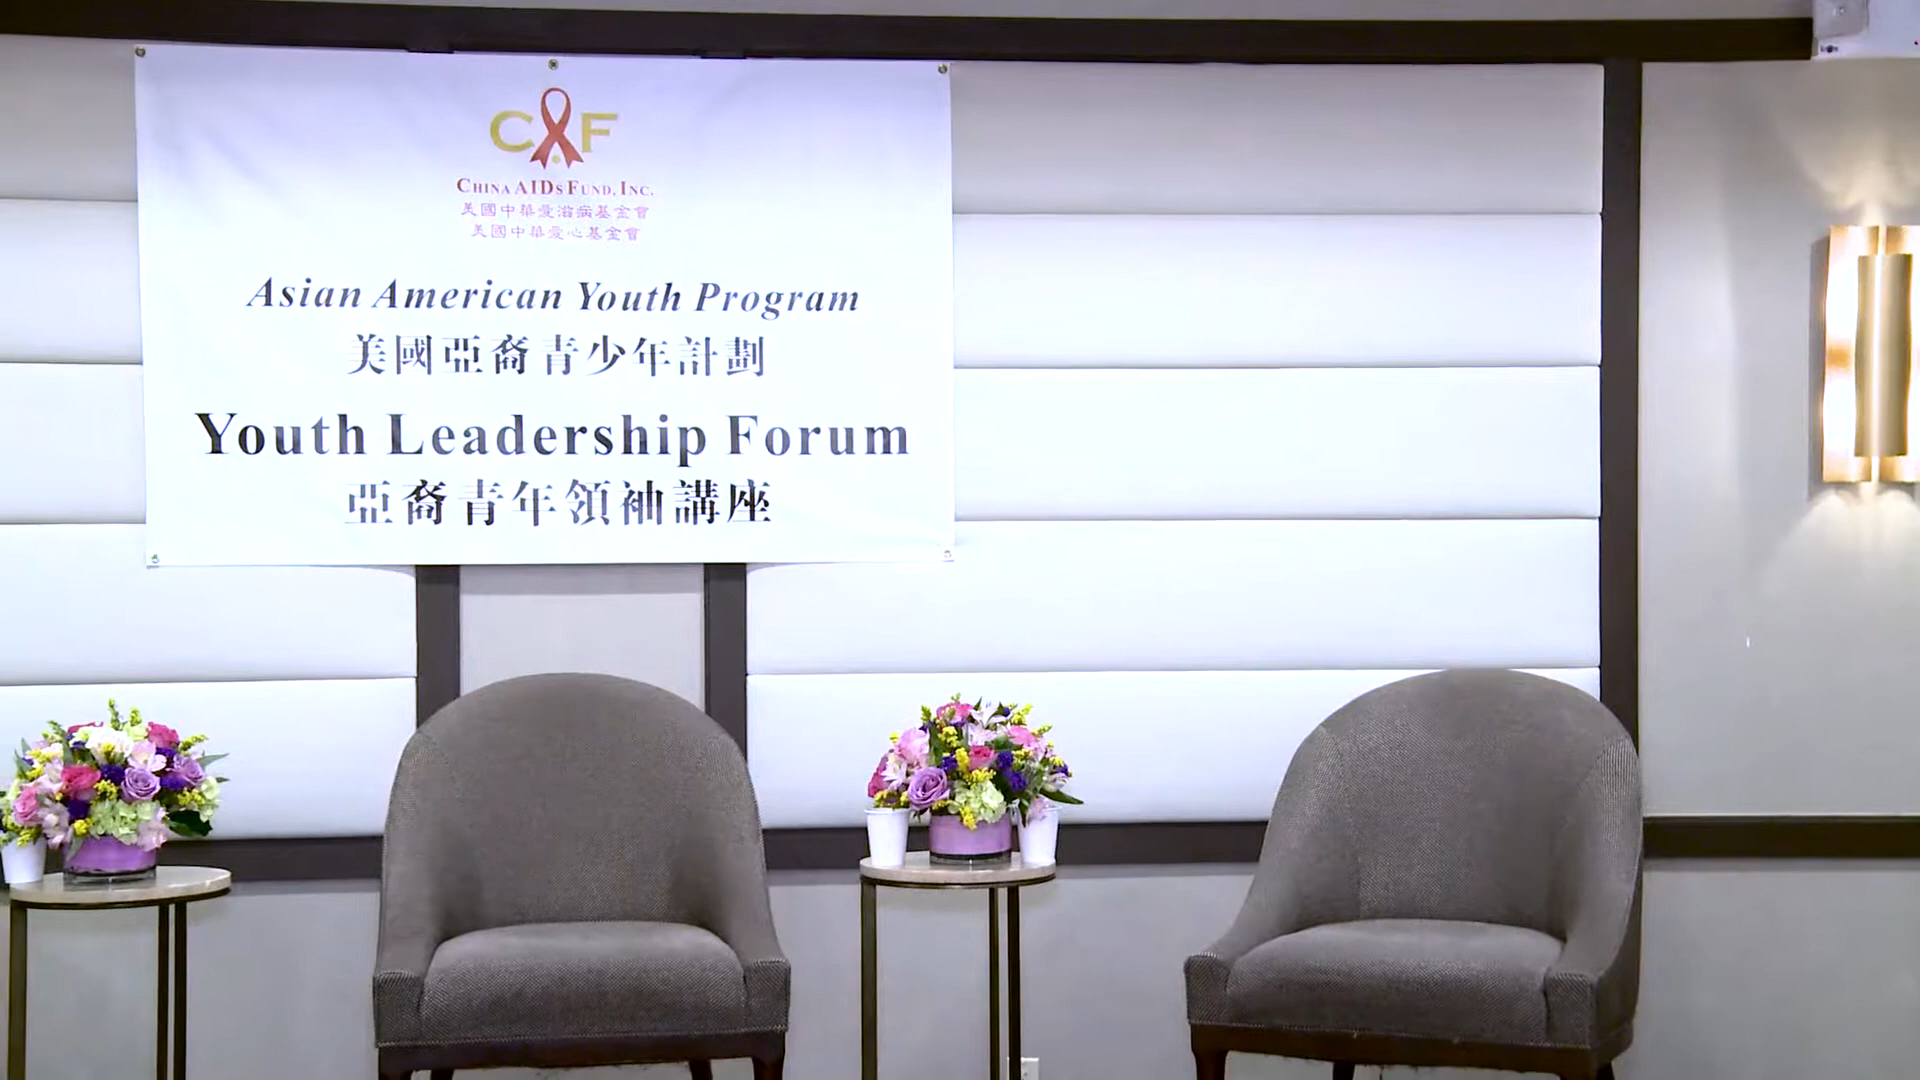 CAF
CHINA AIDS FUND, INC.
美國中華愛滋病基金會
美國中華愛心基金會
Asian American Youth Program
美國亞裔青少年計劃
Youth Leadership Forum
亞裔青年領袖講座